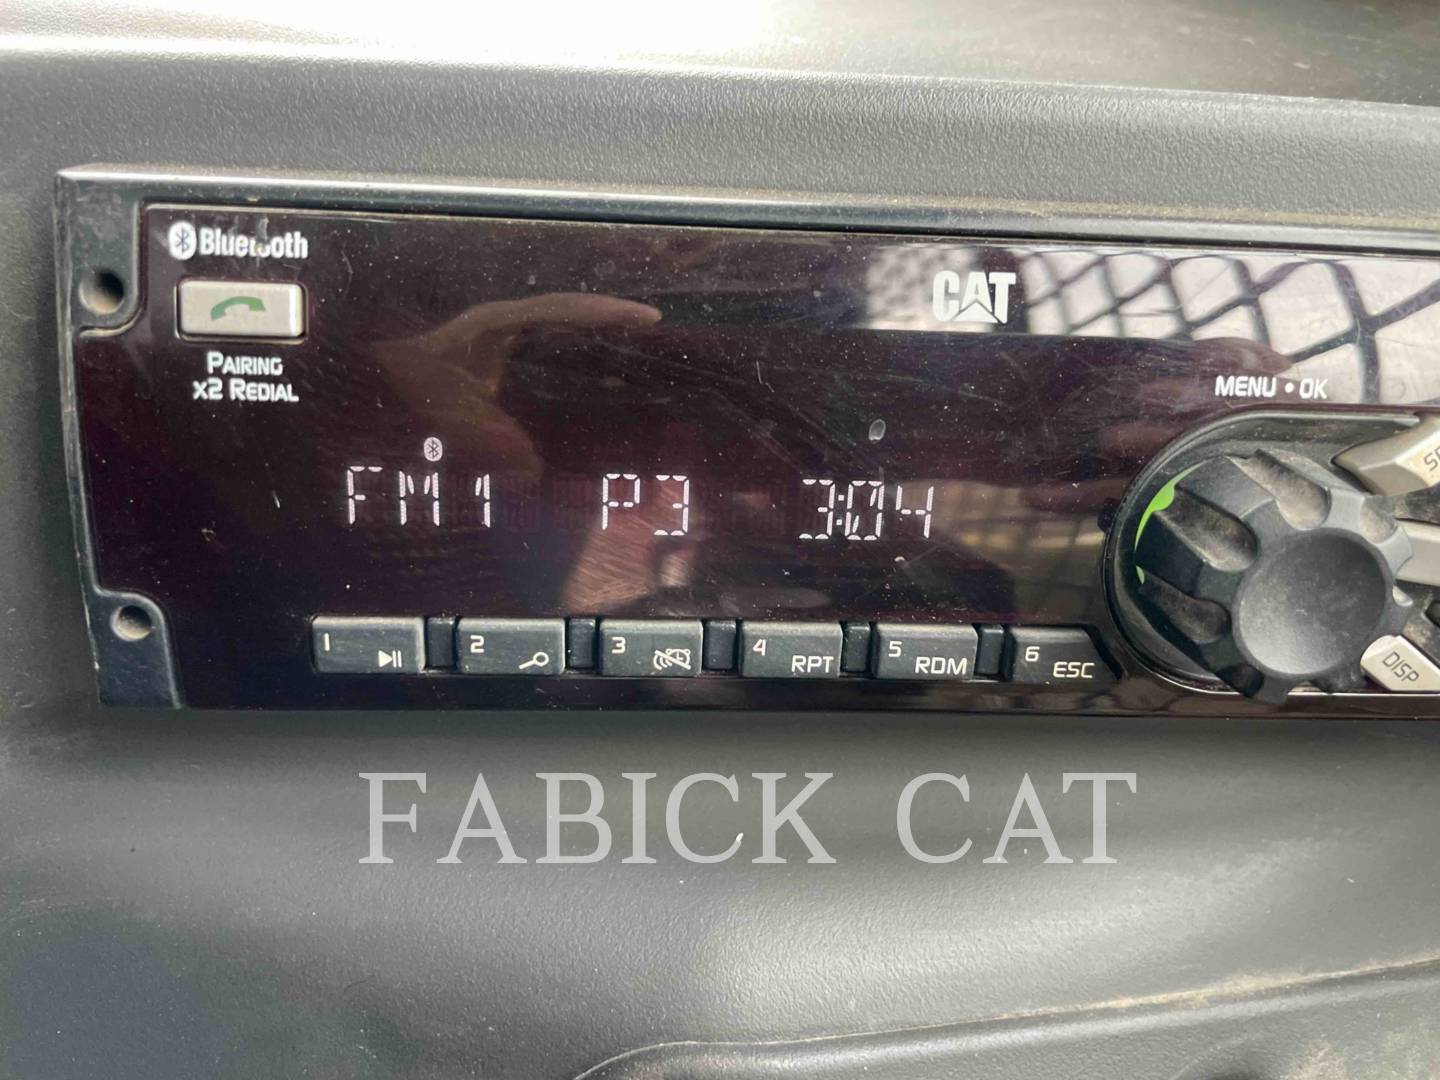 Bluetooth
CAT
PAIRING
x2 REDIAL
MENU • OK
FM1 P3 3:04
1
2
3
4 RPT
5 RDM
6 ESC
DISP
FABICK CAT